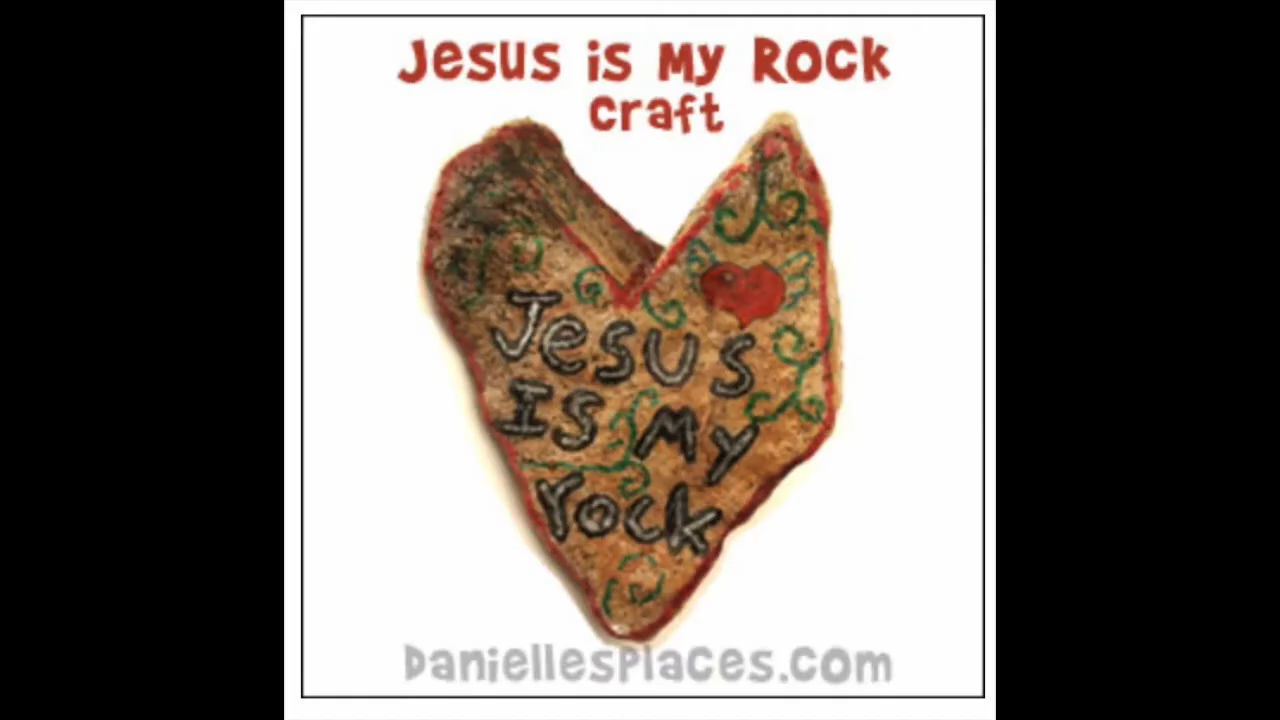 Jesus is My Rock
craft
Jesus
Is My
rock
DaniellesPlaces.com